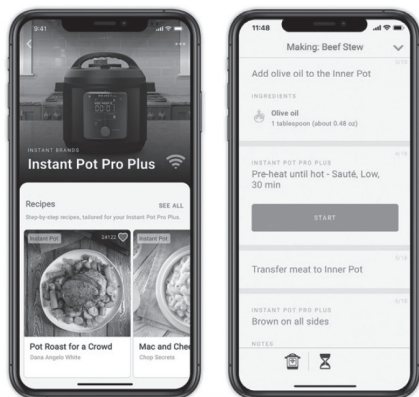 9:41
INSTANT BRANDS
Instant Pot Pro Plus
Recipes
SEE ALL
Step-by-step recipes, tailored for your Instant Pot Pro Plus.
Instant Pot
24122
Instant Pot
Pot Roast for a Crowd
Dana Angelo White
Mac and Chee
Chop Secrets
11:48
Making: Beef Stew
Add olive oil to the Inner Pot
INGREDIENTS
Olive oil
1 tablespoon (about 0.48 oz)
INSTANT POT PRO PLUS
Pre-heat until hot - Sauté, Low,
30 min
START
Transfer meat to Inner Pot
INSTANT POT PRO PLUS
Brown on all sides
NOTES